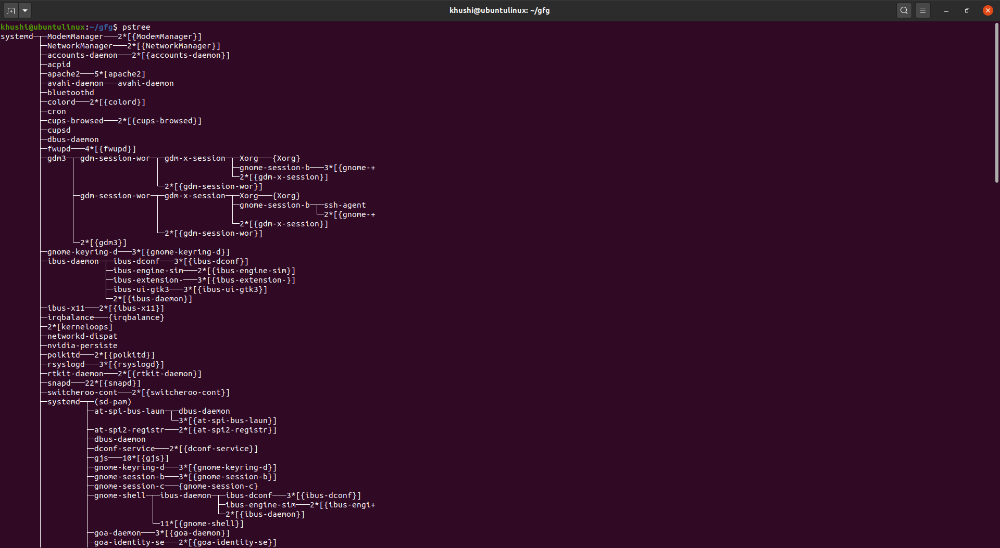 khushi@ubuntulinux: ~/gfg
khushi@ubuntulinux:~/gfg$ pstree
systemd─┬─ModemManager───2*[{ModemManager}]
        ├─NetworkManager───2*[{NetworkManager}]
        ├─accounts-daemon───2*[{accounts-daemon}]
        ├─acpid
        ├─apache2───5*[apache2]
        ├─avahi-daemon───avahi-daemon
        ├─bluetoothd
        ├─colord───2*[{colord}]
        ├─cron
        ├─cups-browsed───2*[{cups-browsed}]
        ├─cupsd
        ├─dbus-daemon
        ├─fwupd───4*[{fwupd}]
        ├─gdm3─┬─gdm-session-wor─┬─gdm-x-session─┬─Xorg───{Xorg}
        │      │                 │               ├─gnome-session-b───3*[{gnome-+
        │      │                 │               └─2*[{gdm-x-session}]
        │      │                 └─2*[{gdm-session-wor}]
        │      ├─gdm-session-wor─┬─gdm-x-session─┬─Xorg───{Xorg}
        │      │                 │               ├─gnome-session-b─┬─ssh-agent
        │      │                 │               │                 └─2*[{gnome-+
        │      │                 │               └─2*[{gdm-x-session}]
        │      │                 └─2*[{gdm-session-wor}]
        │      └─2*[{gdm3}]
        ├─gnome-keyring-d───3*[{gnome-keyring-d}]
        ├─ibus-daemon─┬─ibus-dconf───3*[{ibus-dconf}]
        │             ├─ibus-engine-sim───2*[{ibus-engine-sim}]
        │             ├─ibus-extension-───3*[{ibus-extension-}]
        │             ├─ibus-ui-gtk3───3*[{ibus-ui-gtk3}]
        │             └─2*[{ibus-daemon}]
        ├─ibus-x11───2*[{ibus-x11}]
        ├─irqbalance───{irqbalance}
        ├─2*[kerneloops]
        ├─networkd-dispat
        ├─nvidia-persiste
        ├─polkitd───2*[{polkitd}]
        ├─rsyslogd───3*[{rsyslogd}]
        ├─rtkit-daemon───2*[{rtkit-daemon}]
        ├─snapd───22*[{snapd}]
        ├─switcheroo-cont───2*[{switcheroo-cont}]
        ├─systemd─┬─(sd-pam)
        │         ├─at-spi-bus-laun─┬─dbus-daemon
        │         │                 └─3*[{at-spi-bus-laun}]
        │         ├─at-spi2-registr───2*[{at-spi2-registr}]
        │         ├─dbus-daemon
        │         ├─dconf-service───2*[{dconf-service}]
        │         ├─gjs───10*[{gjs}]
        │         ├─gnome-keyring-d───3*[{gnome-keyring-d}]
        │         ├─gnome-session-b───3*[{gnome-session-b}]
        │         ├─gnome-session-c───{gnome-session-c}
        │         ├─gnome-shell─┬─ibus-daemon─┬─ibus-dconf───3*[{ibus-dconf}]
        │         │             │             ├─ibus-engine-sim───2*[{ibus-engi+
        │         │             │             └─2*[{ibus-daemon}]
        │         │             └─11*[{gnome-shell}]
        │         ├─goa-daemon───3*[{goa-daemon}]
        │         ├─goa-identity-se───2*[{goa-identity-se}]